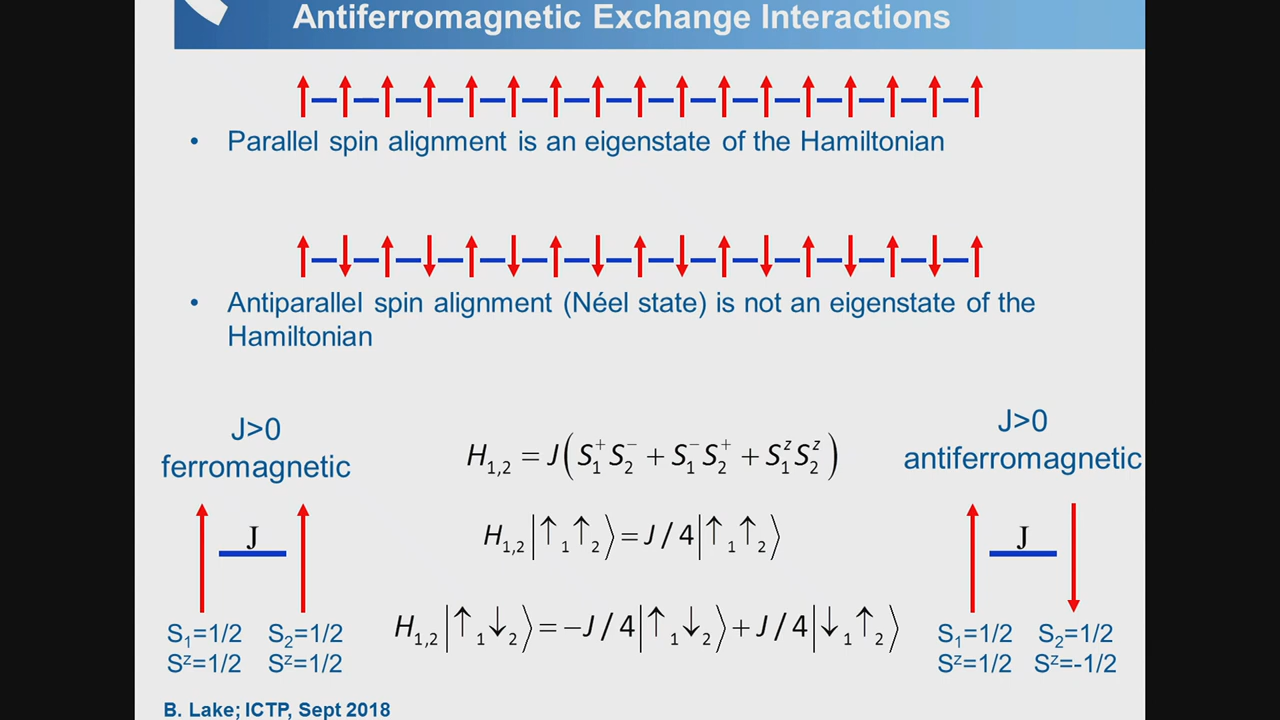 Antiferromagnetic Exchange Interactions
• Parallel spin alignment is an eigenstate of the Hamiltonian
• Antiparallel spin alignment (Néel state) is not an eigenstate of the
Hamiltonian
J>0
ferromagnetic
J
S₁=1/2 S₂=1/2
Sᶻ=1/2 Sᶻ=1/2
H₁,₂ = J(S₁⁺S₂⁻ + S₁⁻S₂⁺ + S₁ᶻS₂ᶻ)
H₁,₂|↑₁↑₂⟩ = J/4|↑₁↑₂⟩
H₁,₂|↑₁↓₂⟩ = −J/4|↑₁↓₂⟩ + J/4|↓₁↑₂⟩
J>0
antiferromagnetic
J
S₁=1/2 S₂=1/2
Sᶻ=1/2 Sᶻ=-1/2
B. Lake; ICTP, Sept 2018